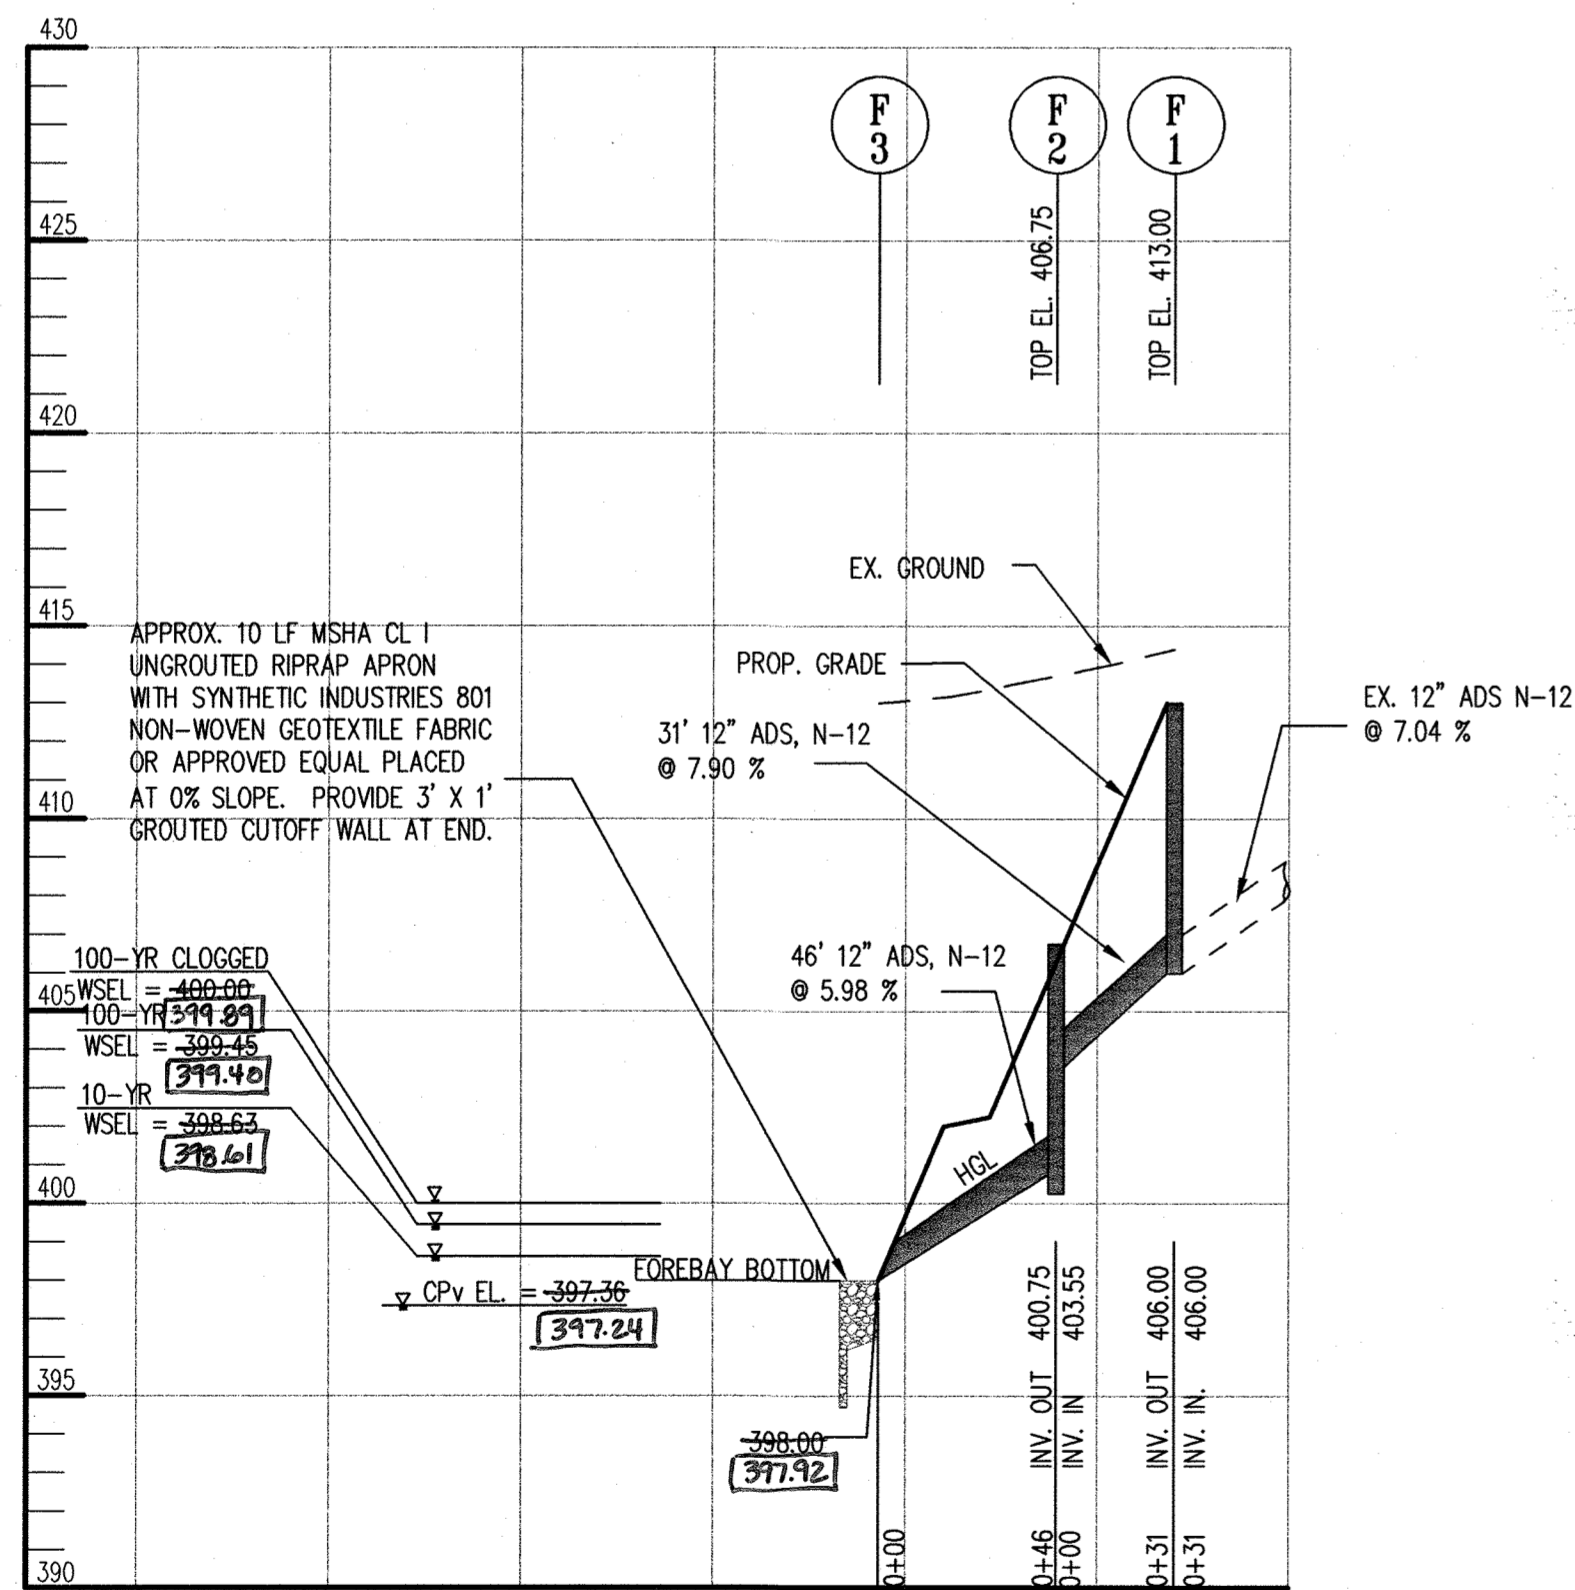 430
425
420
415
410
405
400
395
390
F
3
F
2
F
1
TOP EL. 406.75
TOP EL. 413.00
EX. GROUND
PROP. GRADE
APPROX. 10 LF MSHA CL I
UNGROUTED RIPRAP APRON
WITH SYNTHETIC INDUSTRIES 801
NON-WOVEN GEOTEXTILE FABRIC
OR APPROVED EQUAL PLACED
AT 0% SLOPE. PROVIDE 3' X 1'
GROUTED CUTOFF WALL AT END.
31' 12" ADS, N-12
@ 7.90 %
EX. 12" ADS N-12
@ 7.04 %
46' 12" ADS, N-12
@ 5.98 %
HGL
100-YR CLOGGED
WSEL = 400.00
399.89
100-YR
WSEL = 399.45
399.40
10-YR
WSEL = 398.63
398.61
FOREBAY BOTTOM
CPv EL. = 397.36
397.24
398.00
397.92
0+00
0+46 INV. OUT 400.75
0+00 INV. IN 403.55
0+31 INV. OUT 406.00
0+31 INV. IN. 406.00